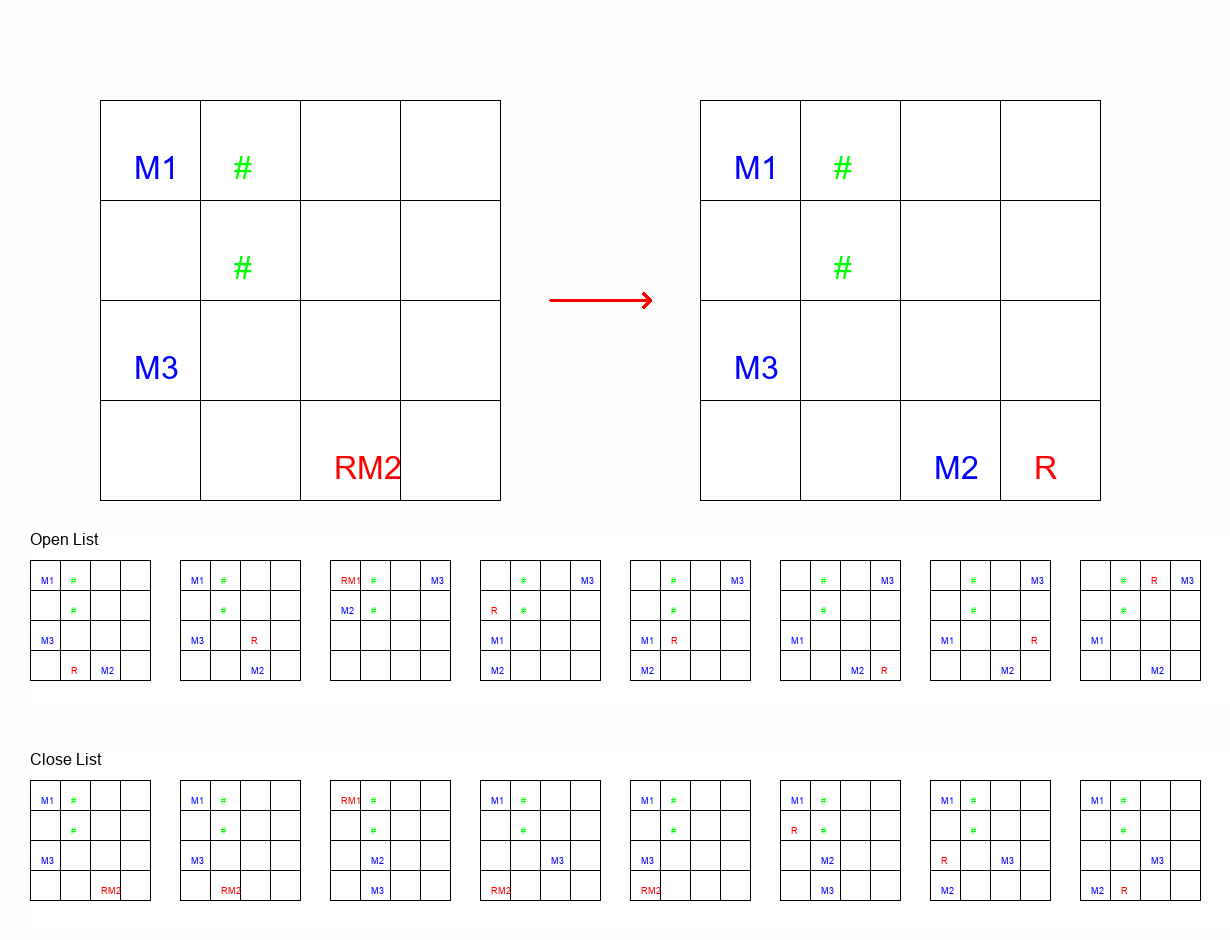 M1 # M1 #
# #
M3 M3
RM2 M2 R
Open List
M1 # M1 # RM1 # M3 # M3 # M3 # M3 # M3 # R M3
# # M2 # R # # # # #
M3 M3 R M1 M1 R M1 M1 R M1
R M2 M2 M2 M2 M2 R M2 M2
Close List
M1 # M1 # RM1 # M1 # M1 # M1 # M1 # M1 #
# # # # # R # # #
M3 M3 M2 M3 M3 M2 R M3 M3
RM2 RM2 M3 RM2 RM2 M3 M2 M2 R